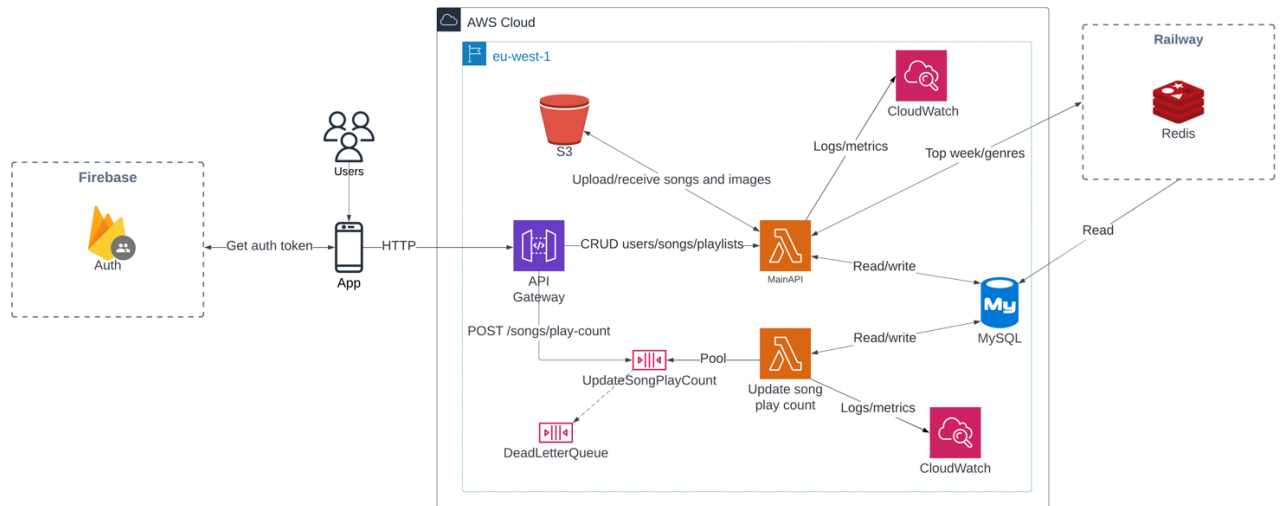 AWS Cloud
eu-west-1
Railway
Redis
CloudWatch
S3
Logs/metrics
Top week/genres
Upload/receive songs and images
Users
Firebase
Auth
Get auth token
App
HTTP
API
Gateway
CRUD users/songs/playlists
MainAPI
Read
Read/write
My
MySQL
POST /songs/play-count
UpdateSongPlayCount
Pool
Read/write
Update song
play count
Logs/metrics
DeadLetterQueue
CloudWatch